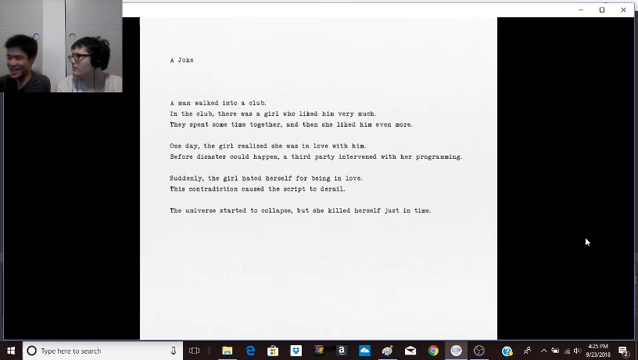 A Joke
A man walked into a club.
In the club, there was a girl who liked him very much.
They spent some time together, and then she liked him even more.
One day, the girl realized she was in love with him.
Before disaster could happen, a third party intervened with her programming.
Suddenly, the girl hated herself for being in love.
This contradiction caused the script to derail.
The universe started to collapse, but she killed herself just in time.
Type here to search
4:25 PM
9/23/2018